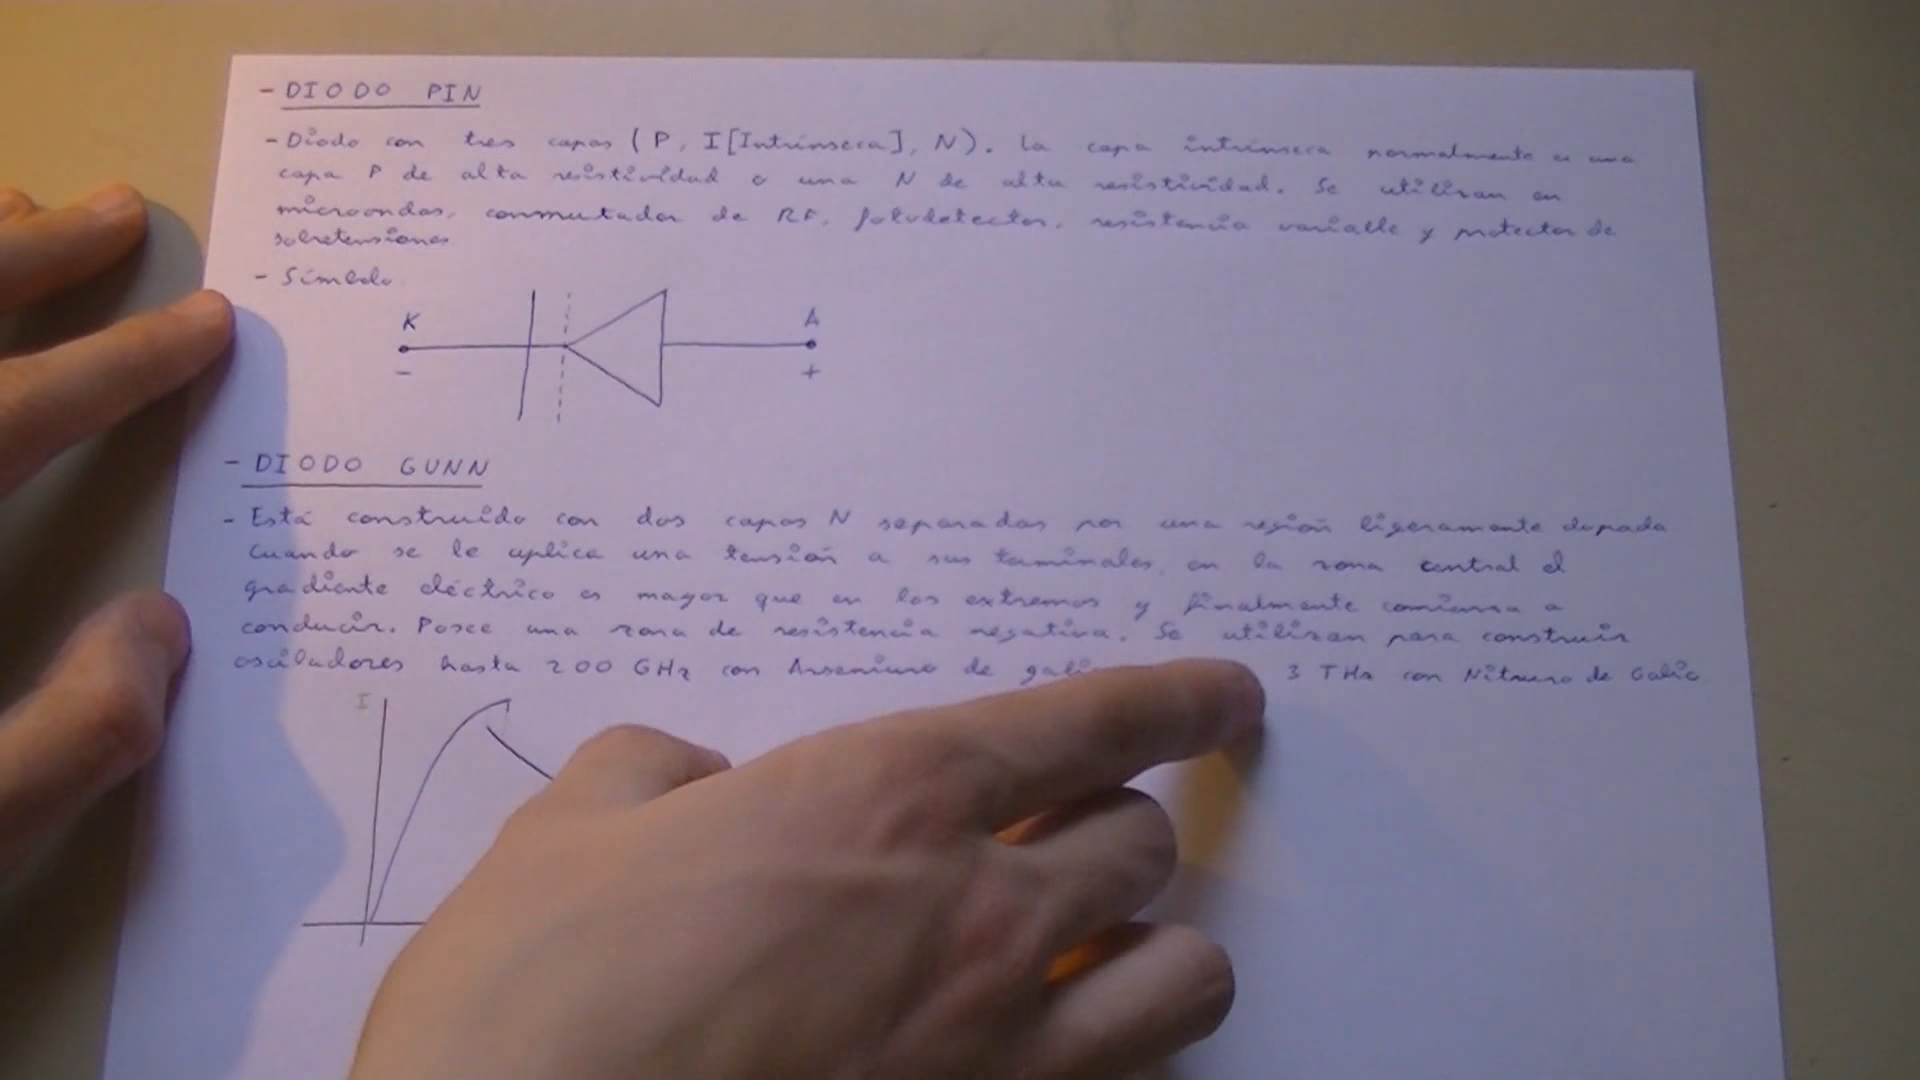 - DIODO PIN
- Diodo con tres capas (P, I[Intrínseca], N). La capa intrínseca normalmente es una
capa P de alta resistividad o una N de alta resistividad. Se utilizan en
microondas, conmutador de RF, fotodetector, resistencia variable y protector de
sobretensiones
- Símbolo
K A
- +
- DIODO GUNN
- Está construido con dos capas N separadas por una región ligeramente dopada
Cuando se le aplica una tensión a sus terminales, en la zona central el
gradiente eléctrico es mayor que en los extremos y finalmente comienza a
conducir. Posee una zona de resistencia negativa. Se utilizan para construir
osciladores hasta 200 GHz con Arseniuro de 3 THz con Nitruro de Galio
I